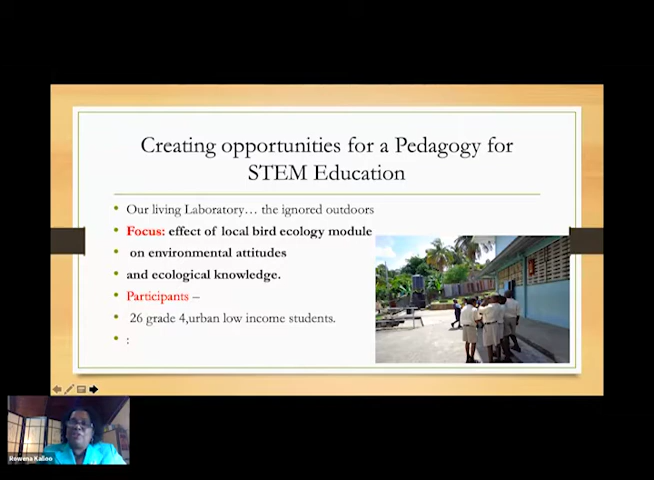 Creating opportunities for a Pedagogy for
STEM Education
Our living Laboratory… the ignored outdoors
Focus: effect of local bird ecology module
on environmental attitudes
and ecological knowledge.
Participants –
26 grade 4,urban low income students.
:
Rowena Kalloo